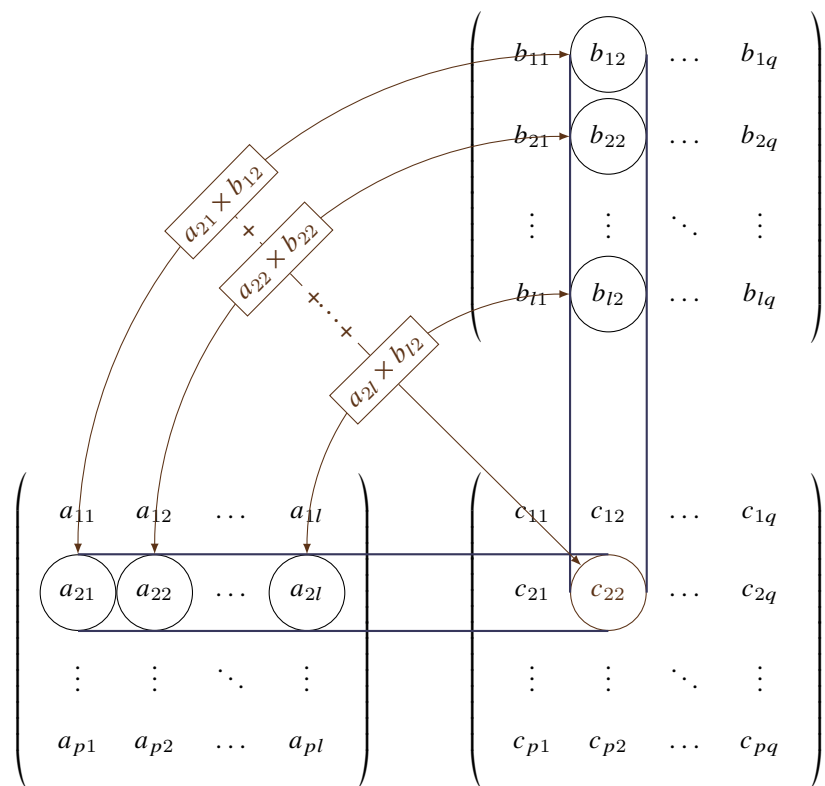 b₁₁ b₁₂ … b₁q
b₂₁ b₂₂ … b₂q
⋮ ⋮ ⋱ ⋮
bₗ₁ bₗ₂ … bₗq
a₂₁ × b₁₂
+
a₂₂ × b₂₂
+ ⋱ +
a₂ₗ × bₗ₂
a₁₁ a₁₂ … a₁ₗ
a₂₁ a₂₂ … a₂ₗ
⋮ ⋮ ⋱ ⋮
aₚ₁ aₚ₂ … aₚₗ
c₁₁ c₁₂ … c₁q
c₂₁ c₂₂ … c₂q
⋮ ⋮ ⋱ ⋮
cₚ₁ cₚ₂ … cₚq